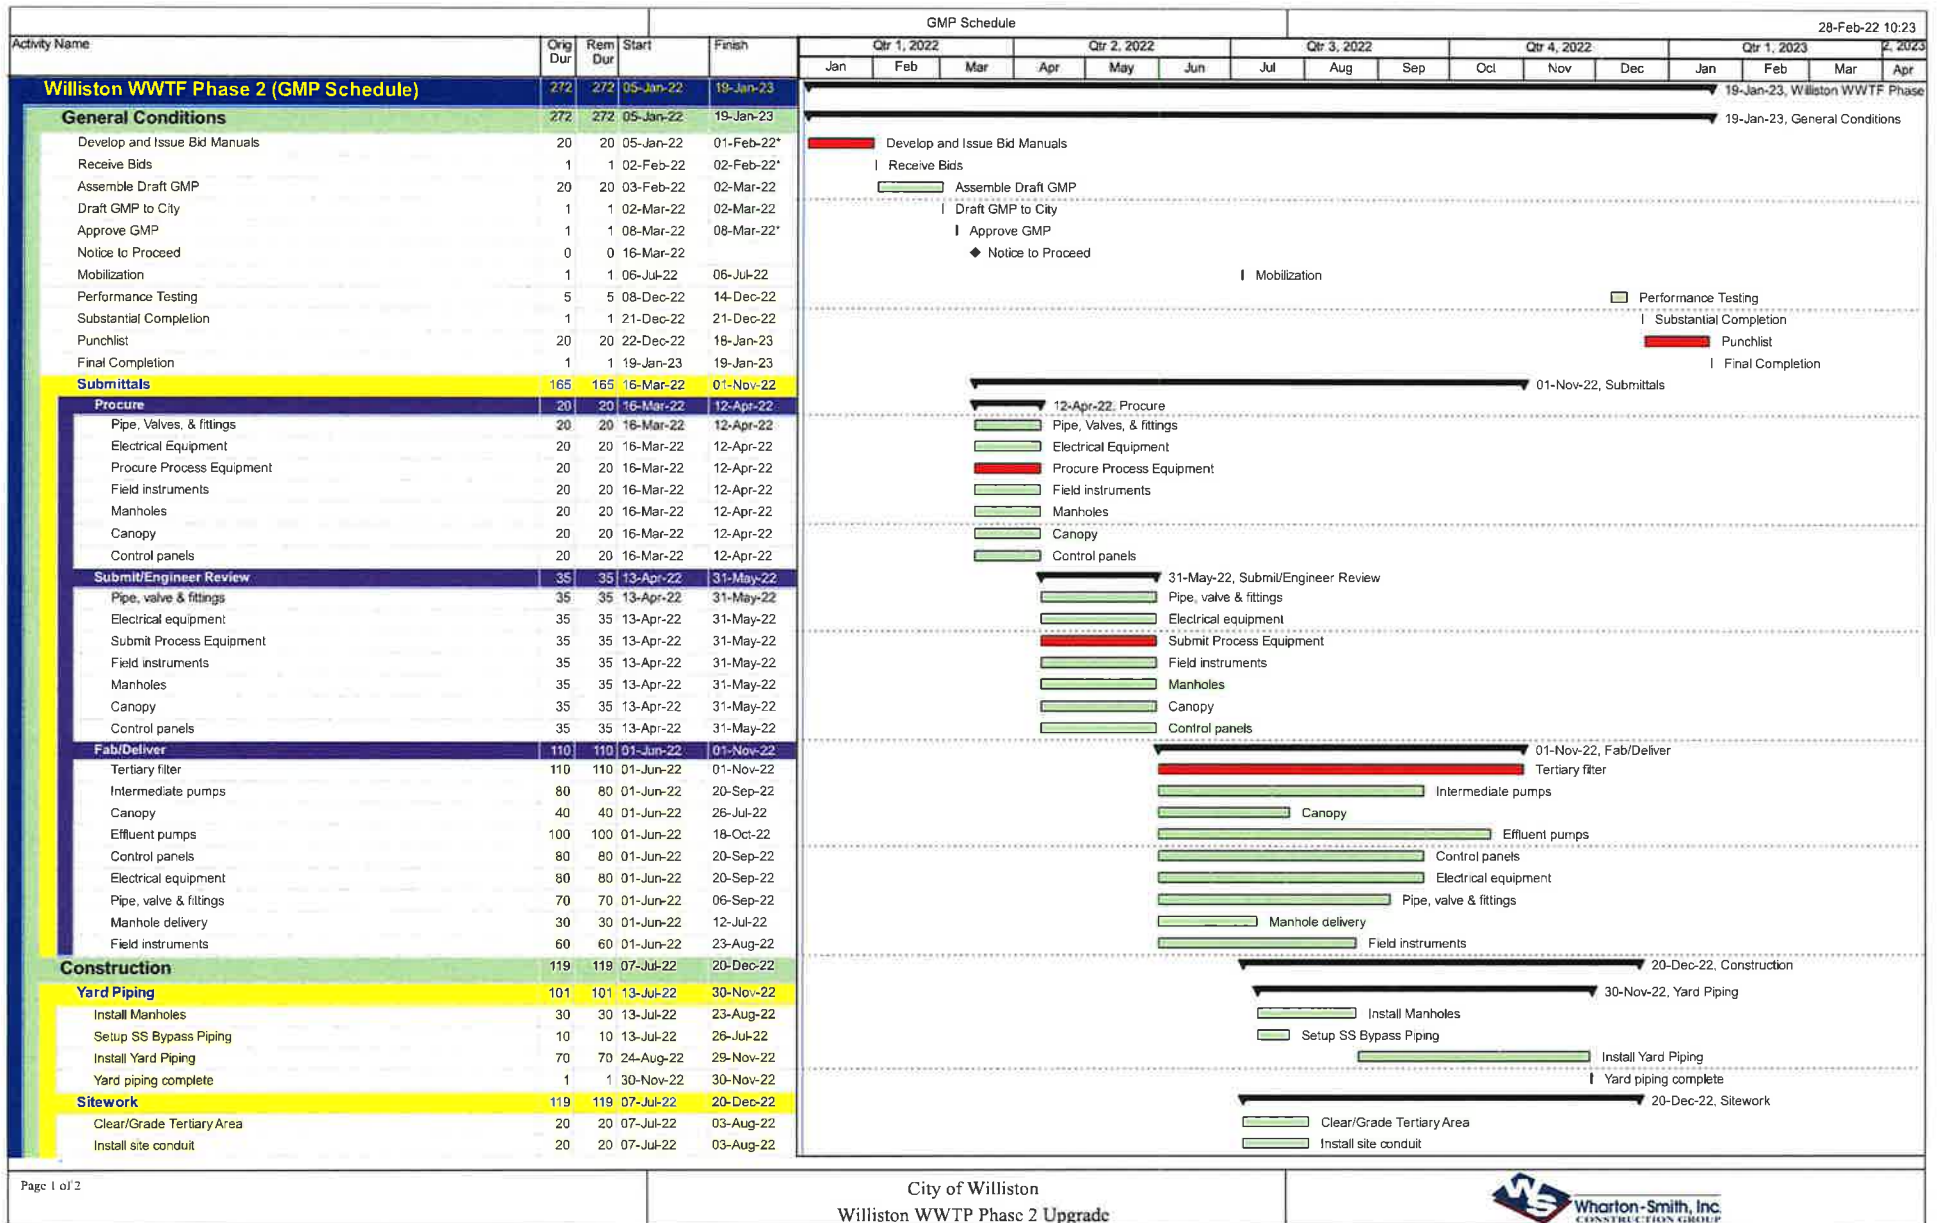 GMP Schedule
28-Feb-22 10:23
Activity Name Orig Dur Rem Dur Start Finish Qtr 1, 2022 Qtr 2, 2022 Qtr 3, 2022 Qtr 4, 2022 Qtr 1, 2023 2, 2023
Jan Feb Mar Apr May Jun Jul Aug Sep Oct Nov Dec Jan Feb Mar Apr
Williston WWTF Phase 2 (GMP Schedule) 272 272 05-Jan-22 19-Jan-23 19-Jan-23, Williston WWTF Phase
General Conditions 272 272 05-Jan-22 19-Jan-23 19-Jan-23, General Conditions
Develop and Issue Bid Manuals 20 20 05-Jan-22 01-Feb-22* Develop and Issue Bid Manuals
Receive Bids 1 1 02-Feb-22 02-Feb-22* Receive Bids
Assemble Draft GMP 20 20 03-Feb-22 02-Mar-22 Assemble Draft GMP
Draft GMP to City 1 1 02-Mar-22 02-Mar-22 Draft GMP to City
Approve GMP 1 1 08-Mar-22 08-Mar-22* Approve GMP
Notice to Proceed 0 0 16-Mar-22 Notice to Proceed
Mobilization 1 1 06-Jul-22 06-Jul-22 Mobilization
Performance Testing 5 5 08-Dec-22 14-Dec-22 Performance Testing
Substantial Completion 1 1 21-Dec-22 21-Dec-22 Substantial Completion
Punchlist 20 20 22-Dec-22 18-Jan-23 Punchlist
Final Completion 1 1 19-Jan-23 19-Jan-23 Final Completion
Submittals 165 165 16-Mar-22 01-Nov-22 01-Nov-22, Submittals
Procure 20 20 16-Mar-22 12-Apr-22 12-Apr-22, Procure
Pipe, Valves, & fittings 20 20 16-Mar-22 12-Apr-22 Pipe, Valves, & fittings
Electrical Equipment 20 20 16-Mar-22 12-Apr-22 Electrical Equipment
Procure Process Equipment 20 20 16-Mar-22 12-Apr-22 Procure Process Equipment
Field instruments 20 20 16-Mar-22 12-Apr-22 Field instruments
Manholes 20 20 16-Mar-22 12-Apr-22 Manholes
Canopy 20 20 16-Mar-22 12-Apr-22 Canopy
Control panels 20 20 16-Mar-22 12-Apr-22 Control panels
Submit/Engineer Review 35 35 13-Apr-22 31-May-22 31-May-22, Submit/Engineer Review
Pipe, valve & fittings 35 35 13-Apr-22 31-May-22 Pipe, valve & fittings
Electrical equipment 35 35 13-Apr-22 31-May-22 Electrical equipment
Submit Process Equipment 35 35 13-Apr-22 31-May-22 Submit Process Equipment
Field instruments 35 35 13-Apr-22 31-May-22 Field instruments
Manholes 35 35 13-Apr-22 31-May-22 Manholes
Canopy 35 35 13-Apr-22 31-May-22 Canopy
Control panels 35 35 13-Apr-22 31-May-22 Control panels
Fab/Deliver 110 110 01-Jun-22 01-Nov-22 01-Nov-22, Fab/Deliver
Tertiary filter 110 110 01-Jun-22 01-Nov-22 Tertiary filter
Intermediate pumps 80 80 01-Jun-22 20-Sep-22 Intermediate pumps
Canopy 40 40 01-Jun-22 26-Jul-22 Canopy
Effluent pumps 100 100 01-Jun-22 18-Oct-22 Effluent pumps
Control panels 80 80 01-Jun-22 20-Sep-22 Control panels
Electrical equipment 80 80 01-Jun-22 20-Sep-22 Electrical equipment
Pipe, valve & fittings 70 70 01-Jun-22 06-Sep-22 Pipe, valve & fittings
Manhole delivery 30 30 01-Jun-22 12-Jul-22 Manhole delivery
Field instruments 60 60 01-Jun-22 23-Aug-22 Field instruments
Construction 119 119 07-Jul-22 20-Dec-22 20-Dec-22, Construction
Yard Piping 101 101 13-Jul-22 30-Nov-22 30-Nov-22, Yard Piping
Install Manholes 30 30 13-Jul-22 23-Aug-22 Install Manholes
Setup SS Bypass Piping 10 10 13-Jul-22 26-Jul-22 Setup SS Bypass Piping
Install Yard Piping 70 70 24-Aug-22 29-Nov-22 Install Yard Piping
Yard piping complete 1 1 30-Nov-22 30-Nov-22 Yard piping complete
Sitework 119 119 07-Jul-22 20-Dec-22 20-Dec-22, Sitework
Clear/Grade Tertiary Area 20 20 07-Jul-22 03-Aug-22 Clear/Grade Tertiary Area
Install site conduit 20 20 07-Jul-22 03-Aug-22 Install site conduit
Page 1 of 2
City of Williston
Williston WWTP Phase 2 Upgrade
WS Wharton-Smith, Inc.
CONSTRUCTION GROUP